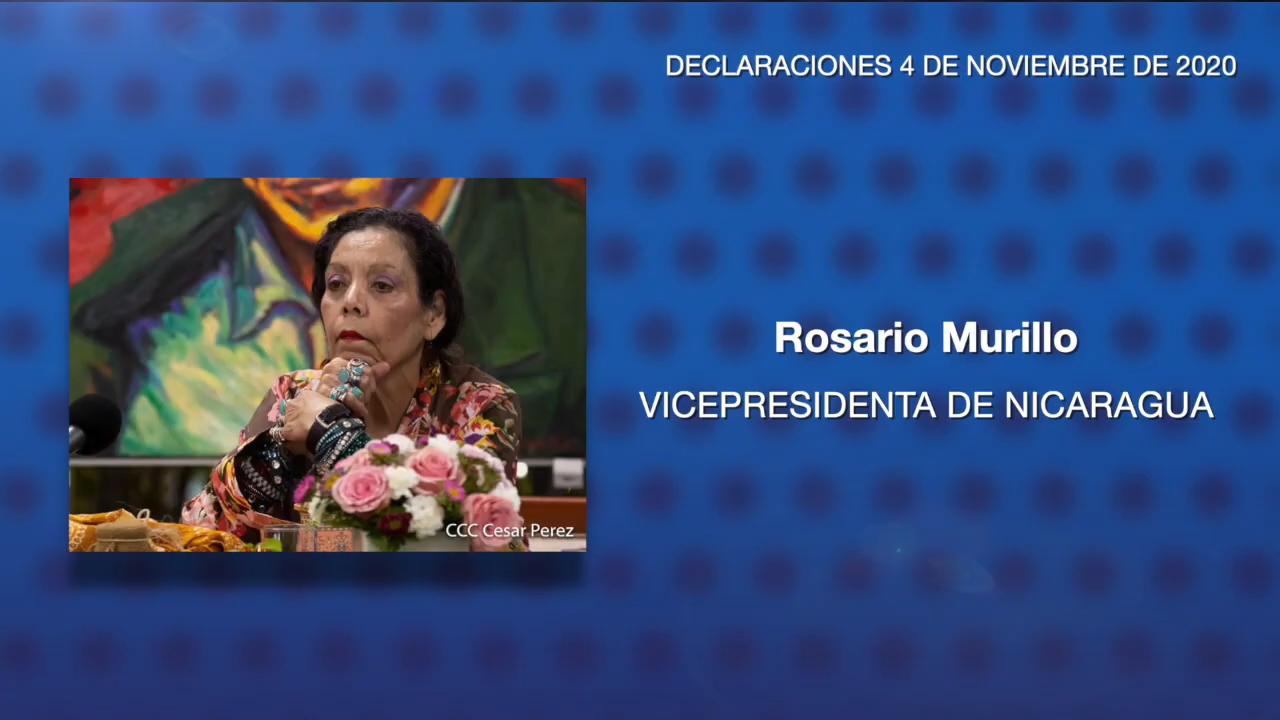 DECLARACIONES 4 DE NOVIEMBRE DE 2020
Rosario Murillo
VICEPRESIDENTA DE NICARAGUA
CCC Cesar Perez